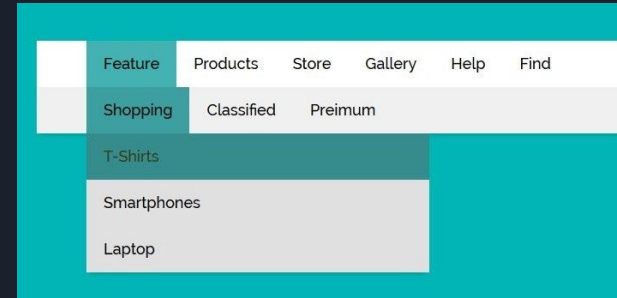 Feature Products Store Gallery Help Find
Shopping Classified Preimum
T-Shirts
Smartphones
Laptop